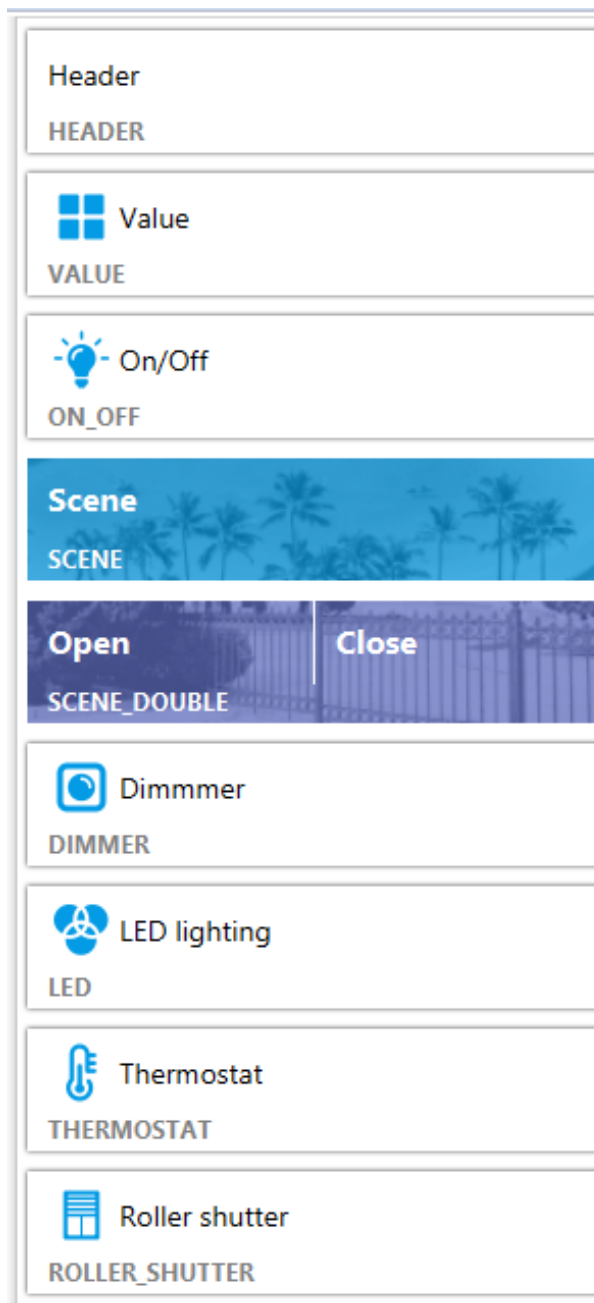 Header
HEADER
Value
VALUE
On/Off
ON_OFF
Scene
SCENE
Open Close
SCENE_DOUBLE
Dimmmer
DIMMER
LED lighting
LED
Thermostat
THERMOSTAT
Roller shutter
ROLLER_SHUTTER